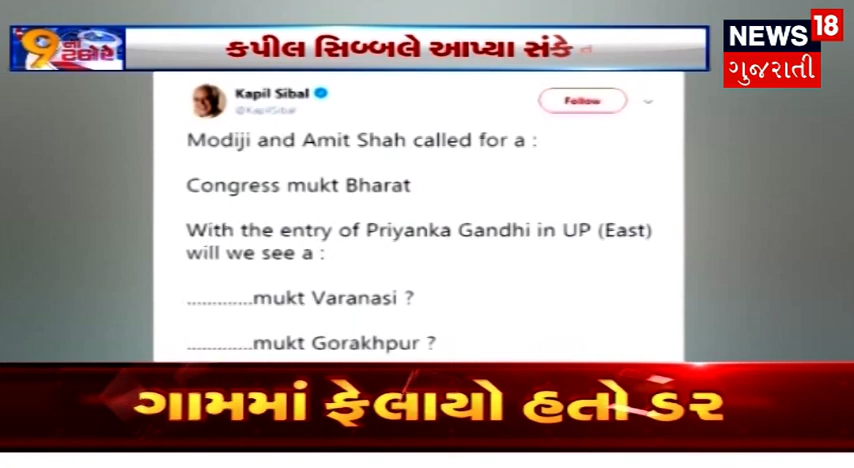 9 ના ટકોરે
કપીલ સિબ્બલે આપ્યા સંકે
NEWS 18
ગુજરાતી
Kapil Sibal
@KapilSibal
Follow
Modiji and Amit Shah called for a :
Congress mukt Bharat
With the entry of Priyanka Gandhi in UP (East)
will we see a :
.............mukt Varanasi ?
.............mukt Gorakhpur ?
ગામમાં ફેલાયો હતો ડર